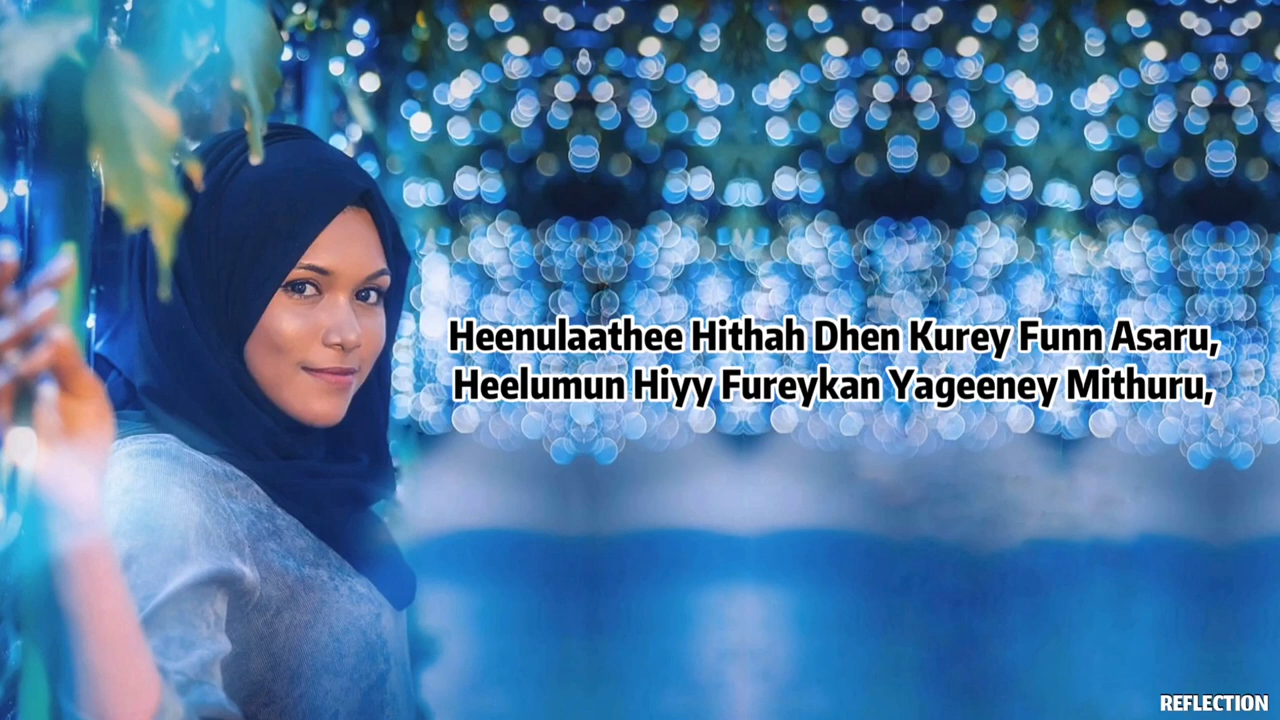 Heenulaathee Hithah Dhen Kurey Funn Asaru,
Heelumun Hiyy Fureykan Yageeney Mithuru,
REFLECTION